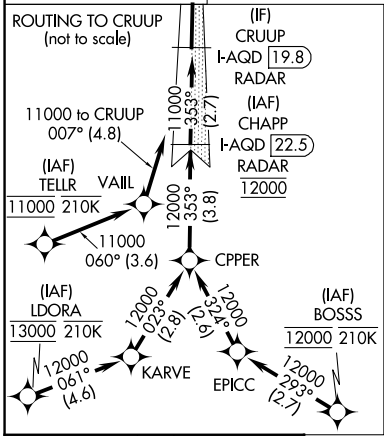 ROUTING TO CRUUP
(not to scale)
(IF)
CRUUP
I-AQD 19.8
RADAR
(IAF)
CHAPP
I-AQD 22.5
RADAR
12000
11000
353°
(2.7)
11000 to CRUUP
007° (4.8)
(IAF)
TELLR
11000 210K
VAIIL
11000
060° (3.6)
12000
353°
(3.8)
CPPER
(IAF)
LDORA
13000 210K
12000
061°
(4.6)
12000
023°
(2.8)
KARVE
12000
324°
(2.6)
EPICC
(IAF)
BOSSS
12000 210K
12000
293°
(2.7)